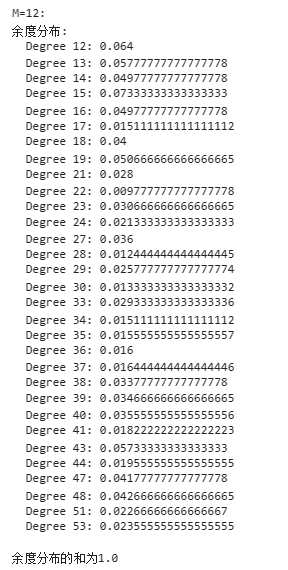 M=12:
余度分布:
Degree 12: 0.064
Degree 13: 0.05777777777777778
Degree 14: 0.04977777777777778
Degree 15: 0.07333333333333333
Degree 16: 0.04977777777777778
Degree 17: 0.015111111111111112
Degree 18: 0.04
Degree 19: 0.050666666666666665
Degree 21: 0.028
Degree 22: 0.009777777777777778
Degree 23: 0.030666666666666665
Degree 24: 0.021333333333333333
Degree 27: 0.036
Degree 28: 0.012444444444444445
Degree 29: 0.025777777777777774
Degree 30: 0.013333333333333332
Degree 33: 0.029333333333333336
Degree 34: 0.015111111111111112
Degree 35: 0.015555555555555557
Degree 36: 0.016
Degree 37: 0.016444444444444446
Degree 38: 0.03377777777777778
Degree 39: 0.034666666666666665
Degree 40: 0.035555555555555556
Degree 41: 0.018222222222222223
Degree 43: 0.05733333333333333
Degree 44: 0.019555555555555555
Degree 47: 0.04177777777777778
Degree 48: 0.042666666666666665
Degree 51: 0.02266666666666667
Degree 53: 0.023555555555555555
余度分布的和为1.0